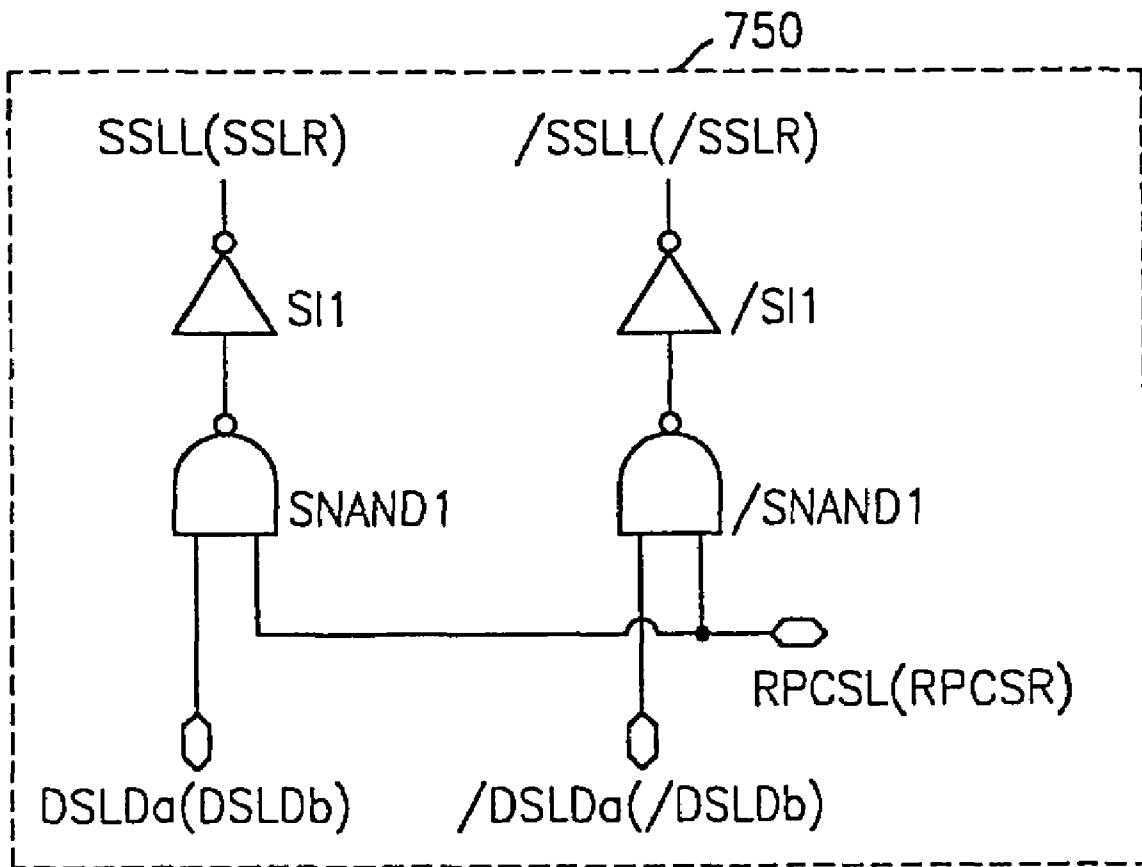 750
SSLL(SSLR)
/SSLL(/SSLR)
SI1
/SI1
SNAND1
/SNAND1
RPCSL(RPCSR)
DSLDa(DSLDb)
/DSLDa(/DSLDb)